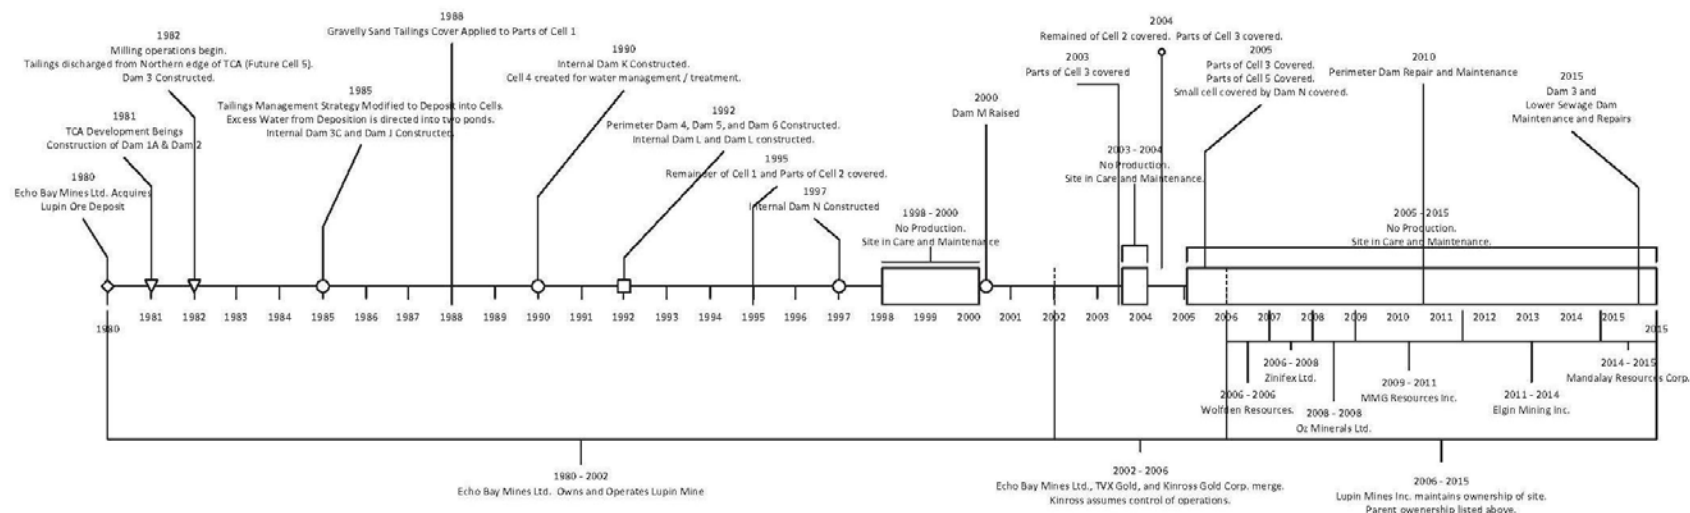 1980
Echo Bay Mines Ltd. Acquires
Lupin Ore Deposit
1981
TCA Development Beings
Construction of Dam 1A & Dam 2
1982
Milling operations begin.
Tailings discharged from Northern edge of TCA (Future Cell 5).
Dam 3 Constructed.
1985
Tailings Management Strategy Modified to Deposit into Cells.
Excess Water from Deposition is directed into two ponds.
Internal Dam 3C and Dam J Constructed.
1988
Gravelly Sand Tailings Cover Applied to Parts of Cell 1
1990
Internal Dam K Constructed.
Cell 4 created for water management / treatment.
1992
Perimeter Dam 4, Dam 5, and Dam 6 Constructed.
Internal Dam L and Dam L constructed.
1995
Remainder of Cell 1 and Parts of Cell 2 covered.
1997
Internal Dam N Constructed
1998 - 2000
No Production.
Site in Care and Maintenance
2000
Dam M Raised
2003
Parts of Cell 3 covered
2003 - 2004
No Production.
Site in Care and Maintenance.
2004
Remained of Cell 2 covered. Parts of Cell 3 covered.
2005
Parts of Cell 3 Covered.
Parts of Cell 5 Covered.
Small cell covered by Dam N covered.
2010
Perimeter Dam Repair and Maintenance
2005 - 2015
No Production.
Site in Care and Maintenance.
2015
Dam 3 and
Lower Sewage Dam
Maintenance and Repairs
1980 1981 1982 1983 1984 1985 1986 1987 1988 1989 1990 1991 1992 1993 1994 1995 1996 1997 1998 1999 2000 2001 2002 2003 2004 2005 2006 2007 2008 2009 2010 2011 2012 2013 2014 2015 2015
2006 - 2006
Wolfden Resources.
2006 - 2008
Zinifex Ltd.
2008 - 2008
Oz Minerals Ltd.
2009 - 2011
MMG Resources Inc.
2011 - 2014
Elgin Mining Inc.
2014 - 2015
Mandalay Resources Corp.
1980 - 2002
Echo Bay Mines Ltd. Owns and Operates Lupin Mine
2002 - 2006
Echo Bay Mines Ltd., TVX Gold, and Kinross Gold Corp. merge.
Kinross assumes control of operations.
2006 - 2015
Lupin Mines Inc. maintains ownership of site.
Parent owenership listed above.